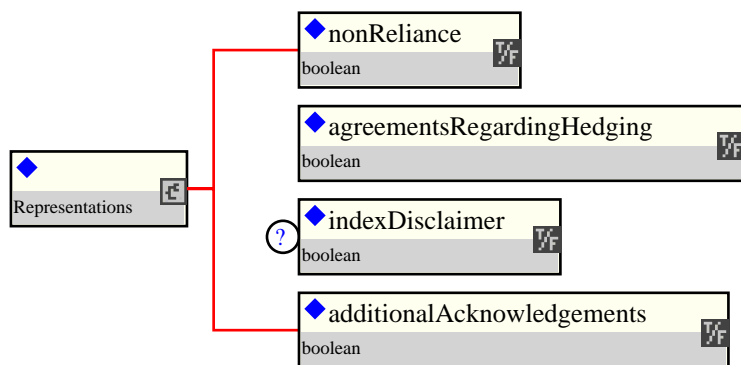 nonReliance
T/F
boolean
agreementsRegardingHedging
T/F
boolean
Representations
?
indexDisclaimer
T/F
boolean
additionalAcknowledgements
T/F
boolean